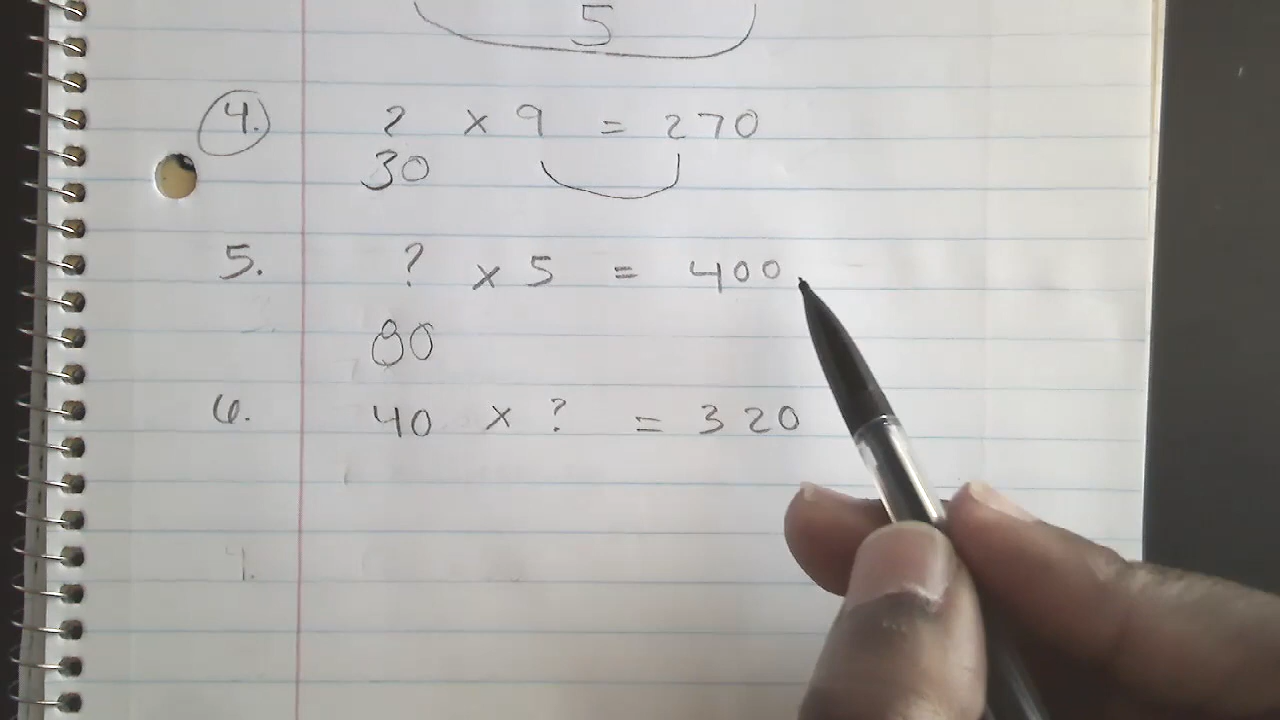 5
4. ? × 9 = 270
30
5. ? × 5 = 400
80
6. 40 × ? = 320